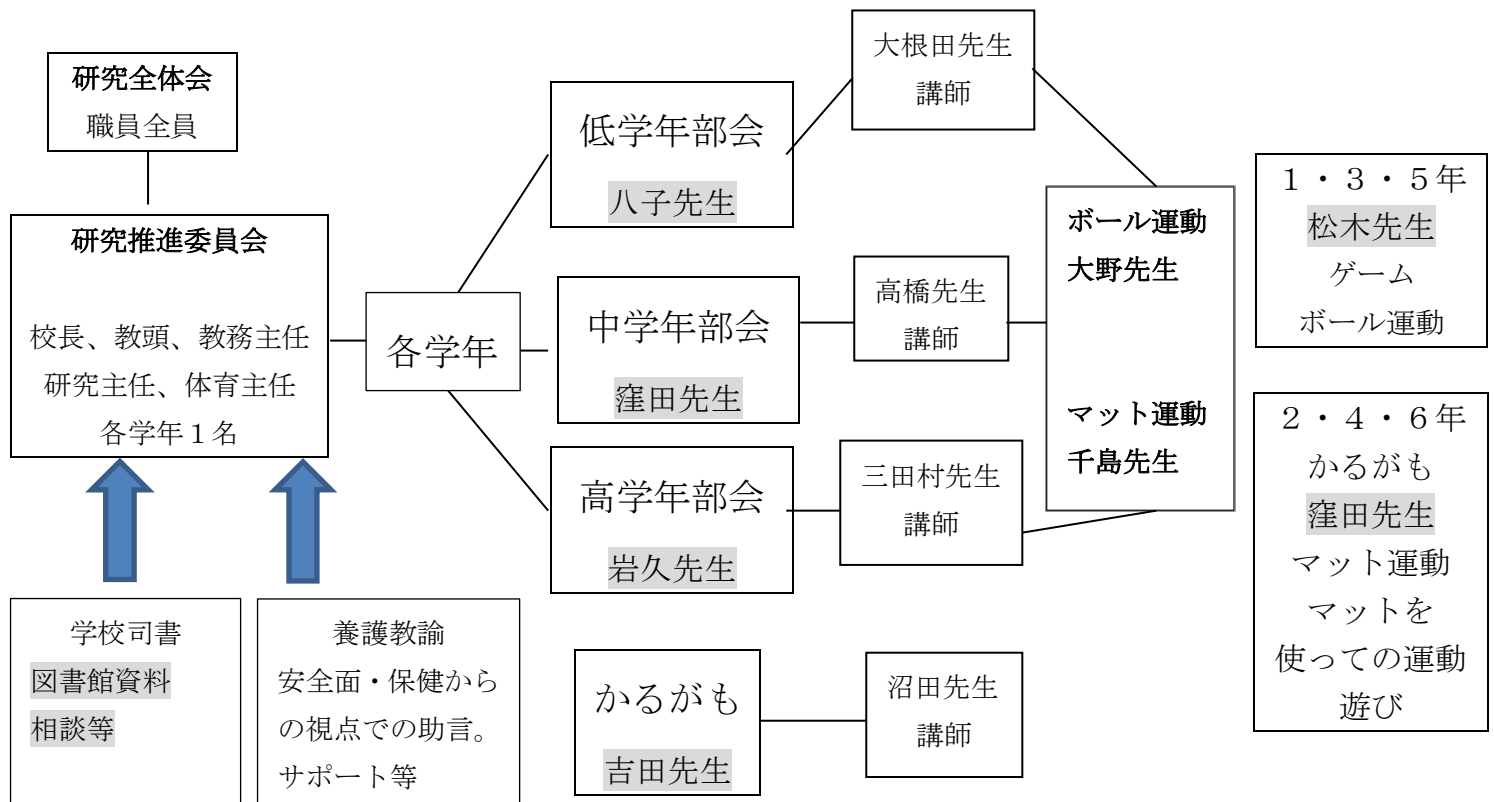 研究全体会
職員全員
研究推進委員会
校長、教頭、教務主任
研究主任、体育主任
各学年１名
学校司書
図書館資料
相談等
養護教諭
安全面・保健から
の視点での助言。
サポート等
各学年
低学年部会
八子先生
中学年部会
窪田先生
高学年部会
岩久先生
かるがも
吉田先生
大根田先生
講師
高橋先生
講師
三田村先生
講師
沼田先生
講師
ボール運動
大野先生
マット運動
千島先生
１・３・５年
松木先生
ゲーム
ボール運動
２・４・６年
かるがも
窪田先生
マット運動
マットを
使っての運動
遊び